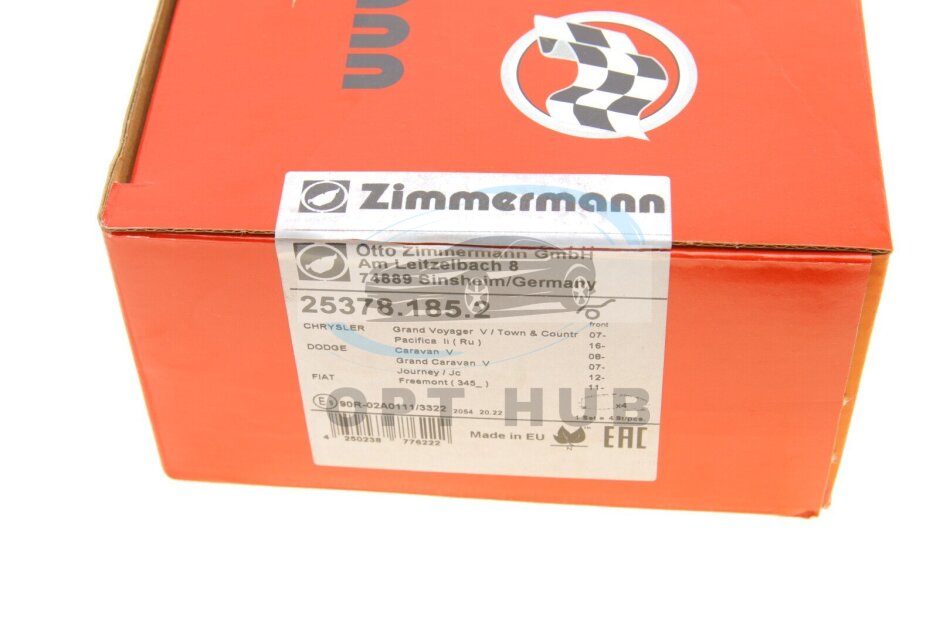 Zimmermann
Otto Zimmermann GmbH
Am Leitzelbach 8
74889 Sinsheim/Germany
25378.185.2
front
CHRYSLER Grand Voyager V / Town & Countr 07-
Pacifica Ii ( Ru ) 16-
DODGE Caravan V 08-
Grand Caravan V 07-
Journey / Jc 12-
FIAT Freemont ( 345_ ) 11-
OPT HUB
x4
E9 90R-02A0111/3322 2054 20.22
1 Set = 4 St/pcs.
4 250238 776222
Made in EU
EAC